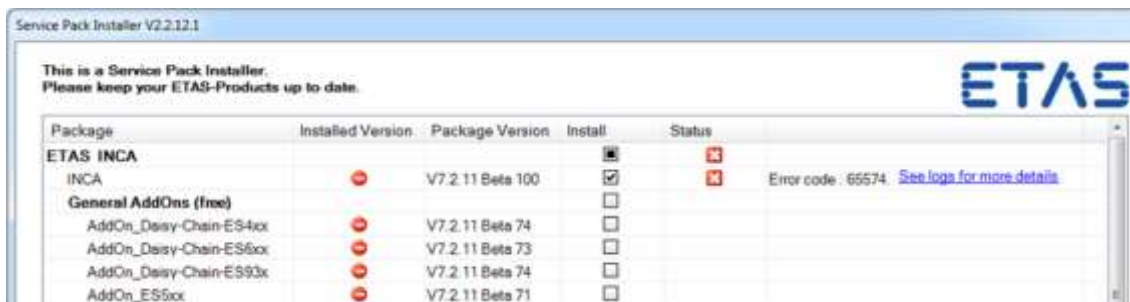 Service Pack Installer V2.2.12.1
This is a Service Pack Installer.
Please keep your ETAS-Products up to date.
ETAS
Package Installed Version Package Version Install Status
ETAS INCA
INCA V7.2.11 Beta 100 Error code : 65574. See logs for more details
General AddOns (free)
AddOn_Daisy-Chain-ES4xx V7.2.11 Beta 74
AddOn_Daisy-Chain-ES6xx V7.2.11 Beta 73
AddOn_Daisy-Chain-ES93x V7.2.11 Beta 74
AddOn_ES5xx V7.2.11 Beta 71